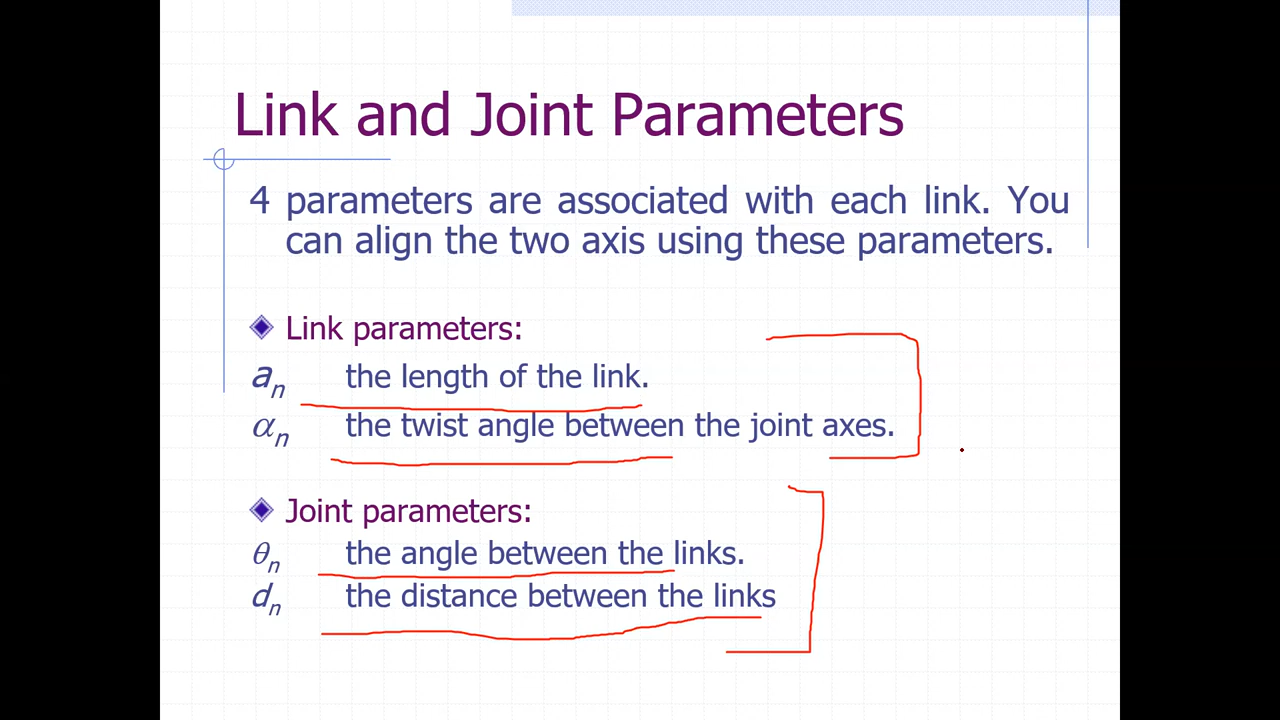 Link and Joint Parameters
4 parameters are associated with each link. You
can align the two axis using these parameters.
Link parameters:
aₙ the length of the link.
αₙ the twist angle between the joint axes.
Joint parameters:
θₙ the angle between the links.
dₙ the distance between the links